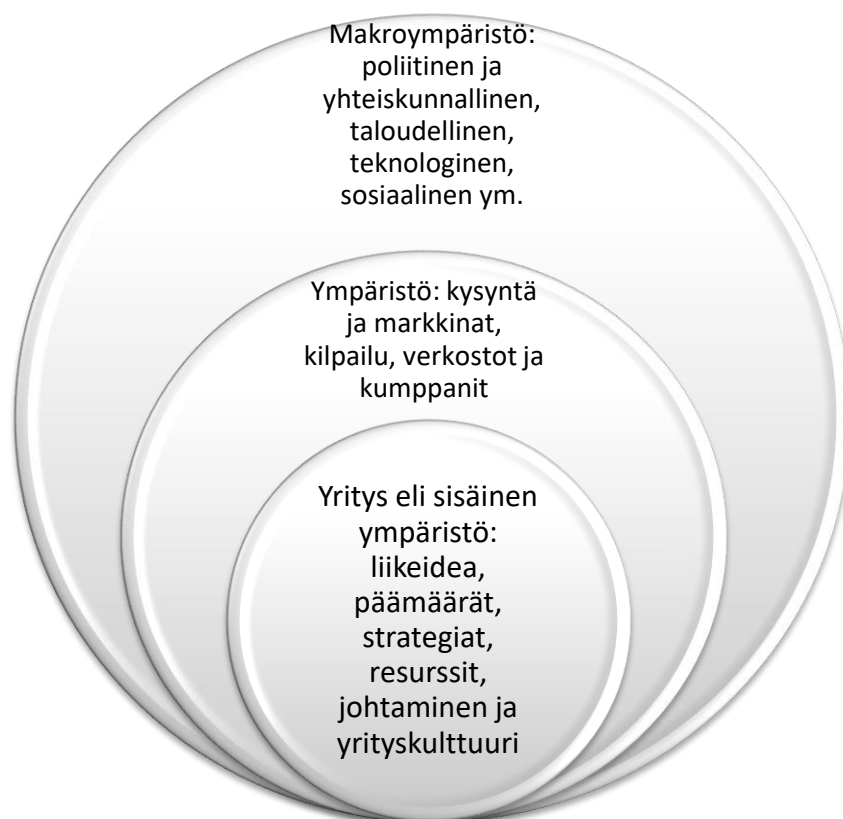 Makroympäristö:
poliitinen ja
yhteiskunnallinen,
taloudellinen,
teknologinen,
sosiaalinen ym.
Ympäristö: kysyntä
ja markkinat,
kilpailu, verkostot ja
kumppanit
Yritys eli sisäinen
ympäristö:
liikeidea,
päämäärät,
strategiat,
resurssit,
johtaminen ja
yrityskulttuuri